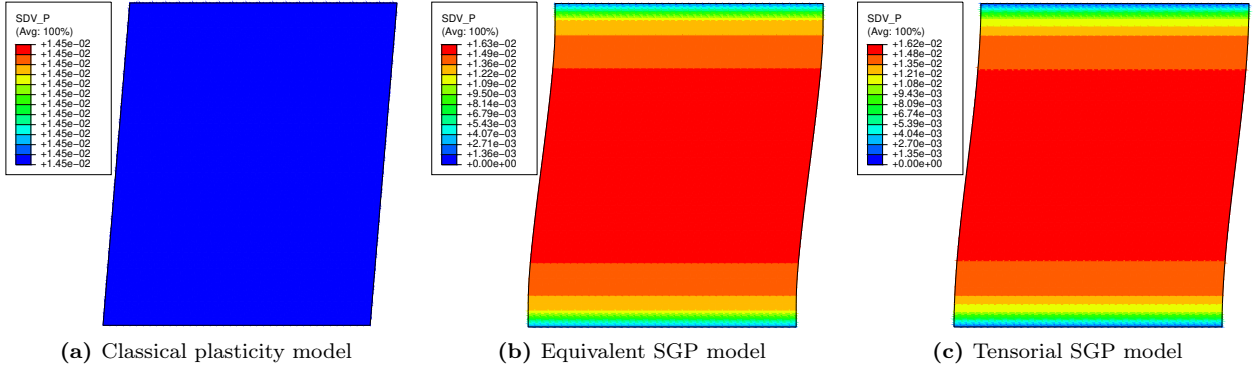 SDV_P
(Avg: 100%)
+1.45e-02
+1.45e-02
+1.45e-02
+1.45e-02
+1.45e-02
+1.45e-02
+1.45e-02
+1.45e-02
+1.45e-02
+1.45e-02
+1.45e-02
+1.45e-02
+1.45e-02
(a) Classical plasticity model
SDV_P
(Avg: 100%)
+1.63e-02
+1.49e-02
+1.36e-02
+1.22e-02
+1.09e-02
+9.50e-03
+8.14e-03
+6.79e-03
+5.43e-03
+4.07e-03
+2.71e-03
+1.36e-03
+0.00e+00
(b) Equivalent SGP model
SDV_P
(Avg: 100%)
+1.62e-02
+1.48e-02
+1.35e-02
+1.21e-02
+1.08e-02
+9.43e-03
+8.09e-03
+6.74e-03
+5.39e-03
+4.04e-03
+2.70e-03
+1.35e-03
+0.00e+00
(c) Tensorial SGP model